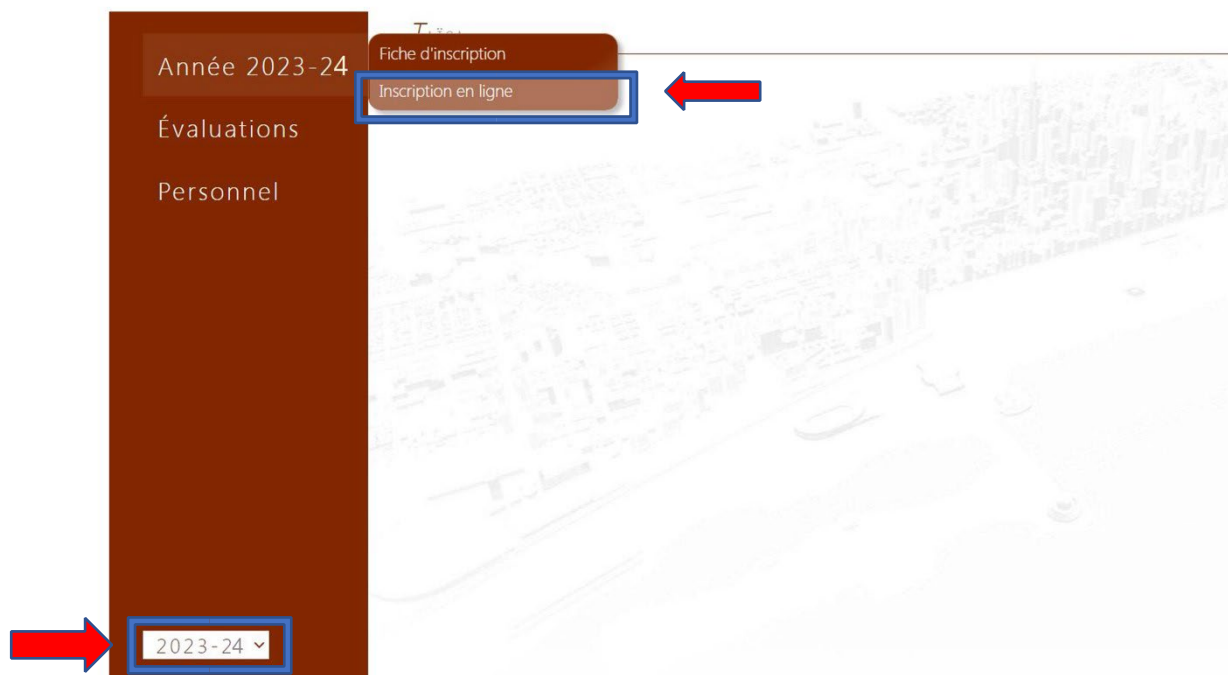 Année 2023-24
Fiche d'inscription
Inscription en ligne
Évaluations
Personnel
2023-24